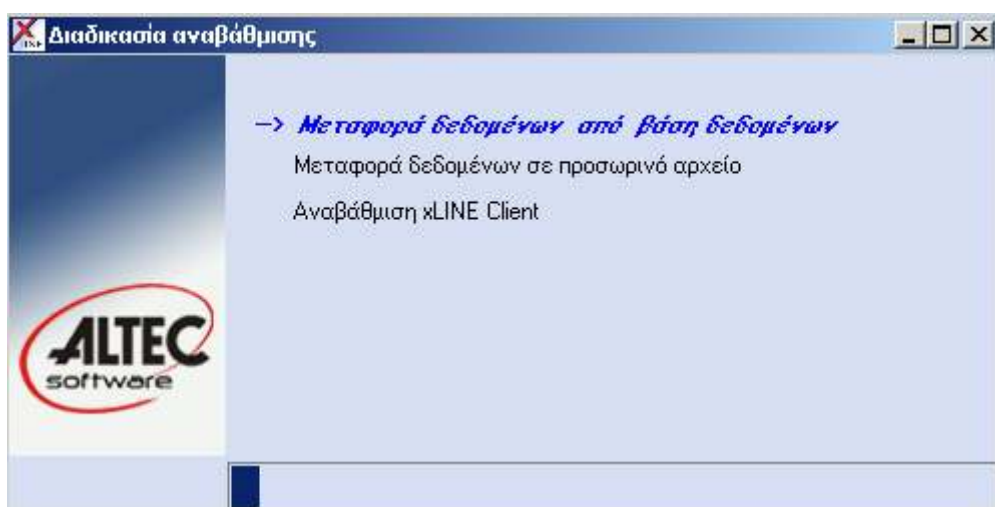 Διαδικασία αναβάθμισης
--> Μεταφορά δεδομένων από βάση δεδομένων
Μεταφορά δεδομένων σε προσωρινό αρχείο
Αναβάθμιση xLINE Client
ALTEC
software